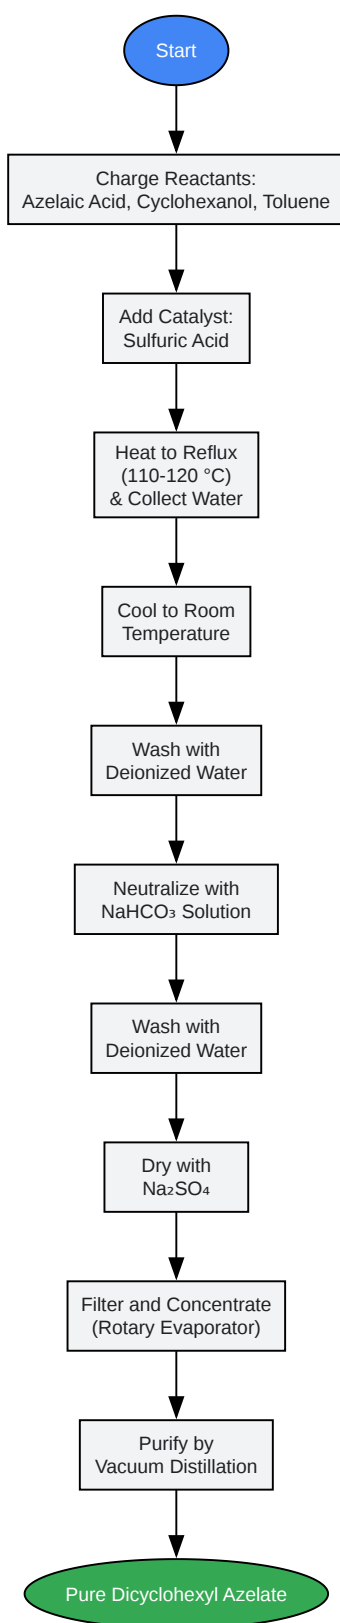 Start
Charge Reactants:
Azelaic Acid, Cyclohexanol, Toluene
Add Catalyst:
Sulfuric Acid
Heat to Reflux
(110-120 °C)
& Collect Water
Cool to Room
Temperature
Wash with
Deionized Water
Neutralize with
NaHCO₃ Solution
Wash with
Deionized Water
Dry with
Na₂SO₄
Filter and Concentrate
(Rotary Evaporator)
Purify by
Vacuum Distillation
Pure Dicyclohexyl Azelate